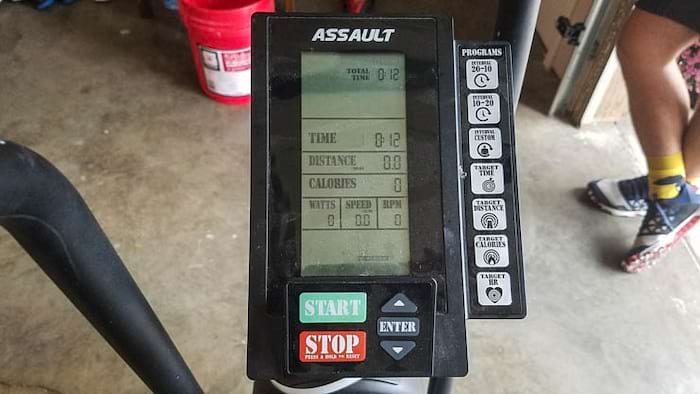 ASSAULT
TOTAL
TIME 0:12
TIME 0:12
DISTANCE 0.0
CALORIES 0
WATTS SPEED RPM
0 0.0 0
START
STOP
PRESS & HOLD TO RESET
ENTER
PROGRAMS
INTERVAL
20-10
INTERVAL
10-20
INTERVAL
CUSTOM
TARGET
TIME
TARGET
DISTANCE
TARGET
CALORIES
TARGET
HR